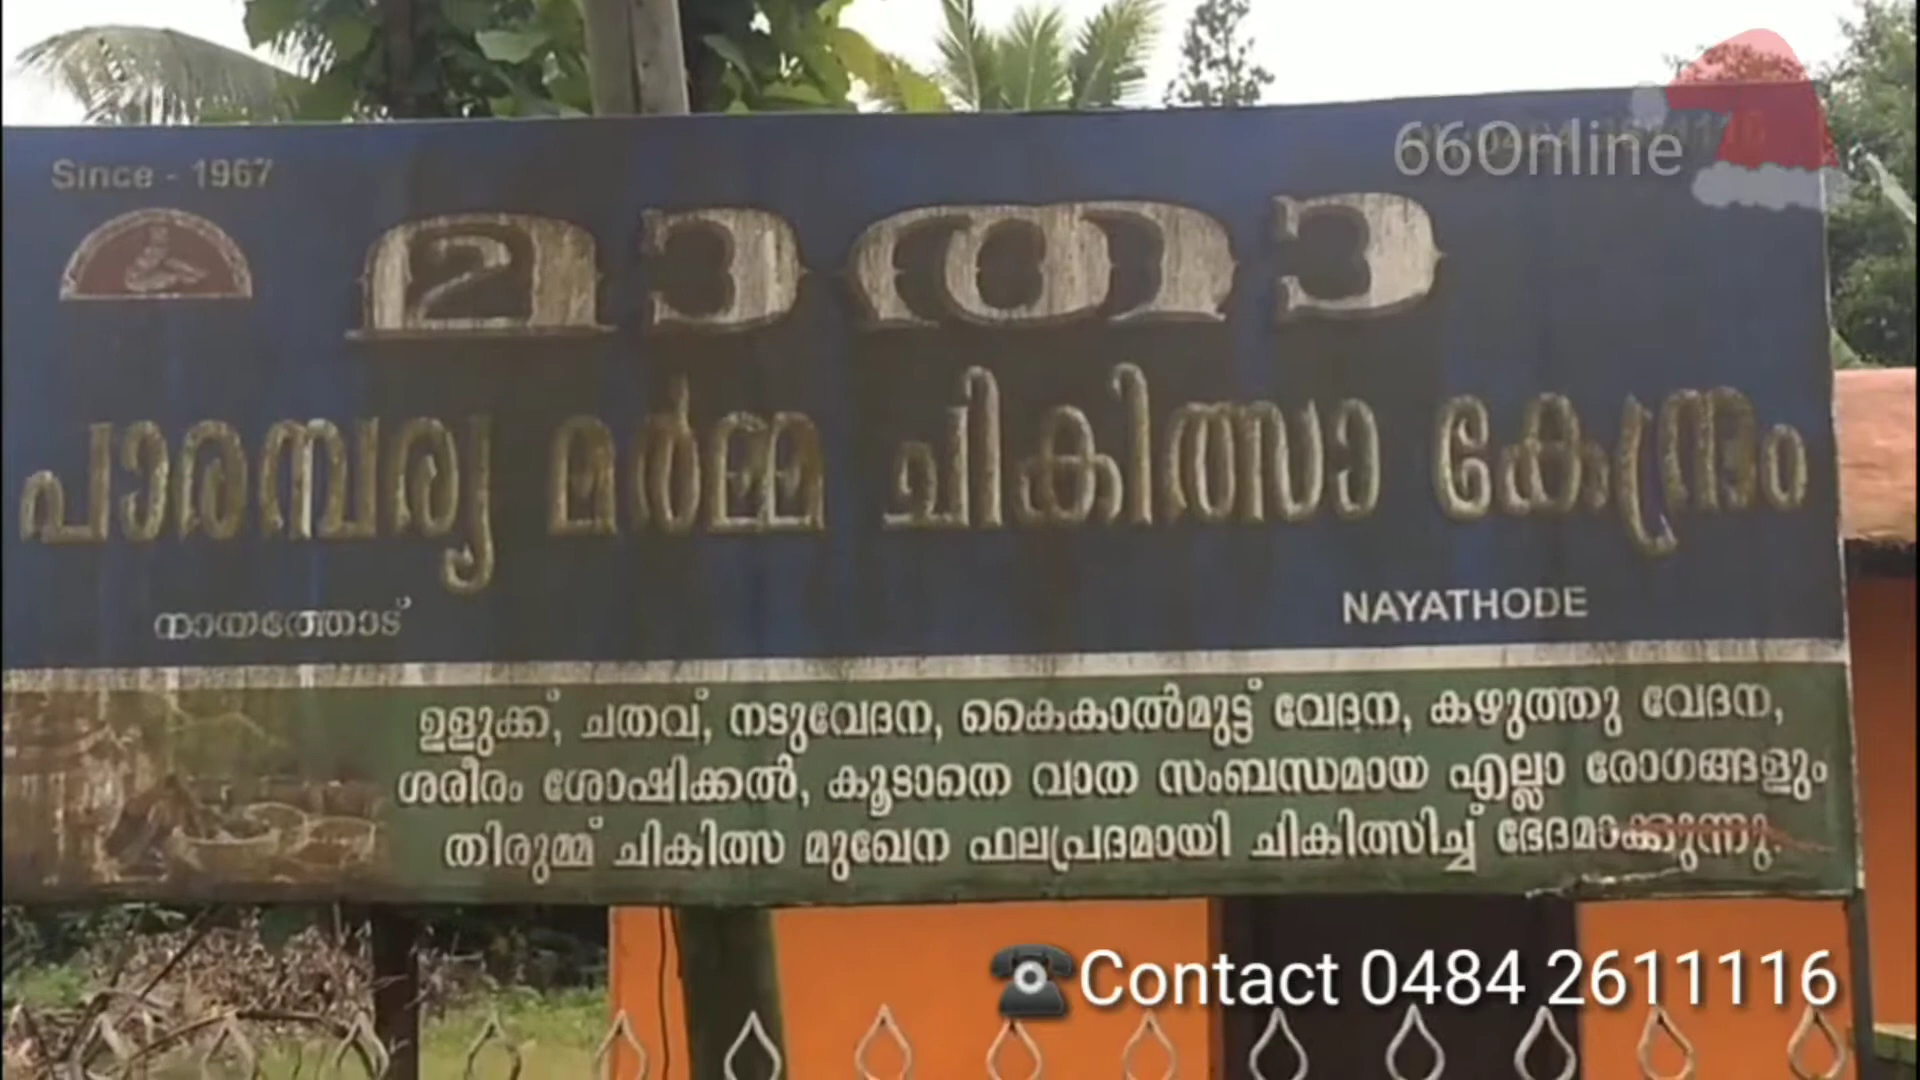 Since - 1967
66Online
മാതാ
പാരമ്പര്യ മർമ്മ ചികിത്സാ കേന്ദ്രം
നായത്തോട്
NAYATHODE
ഉളുക്ക്, ചതവ്, നടുവേദന, കൈകാൽമുട്ട് വേദന, കഴുത്തു വേദന,
ശരീരം ശോഷിക്കൽ, കൂടാതെ വാത സംബന്ധമായ എല്ലാ രോഗങ്ങളും
തിരുമ്മ് ചികിത്സ മുഖേന ഫലപ്രദമായി ചികിത്സിച്ച് ഭേദമാക്കുന്നു.
Contact 0484 2611116